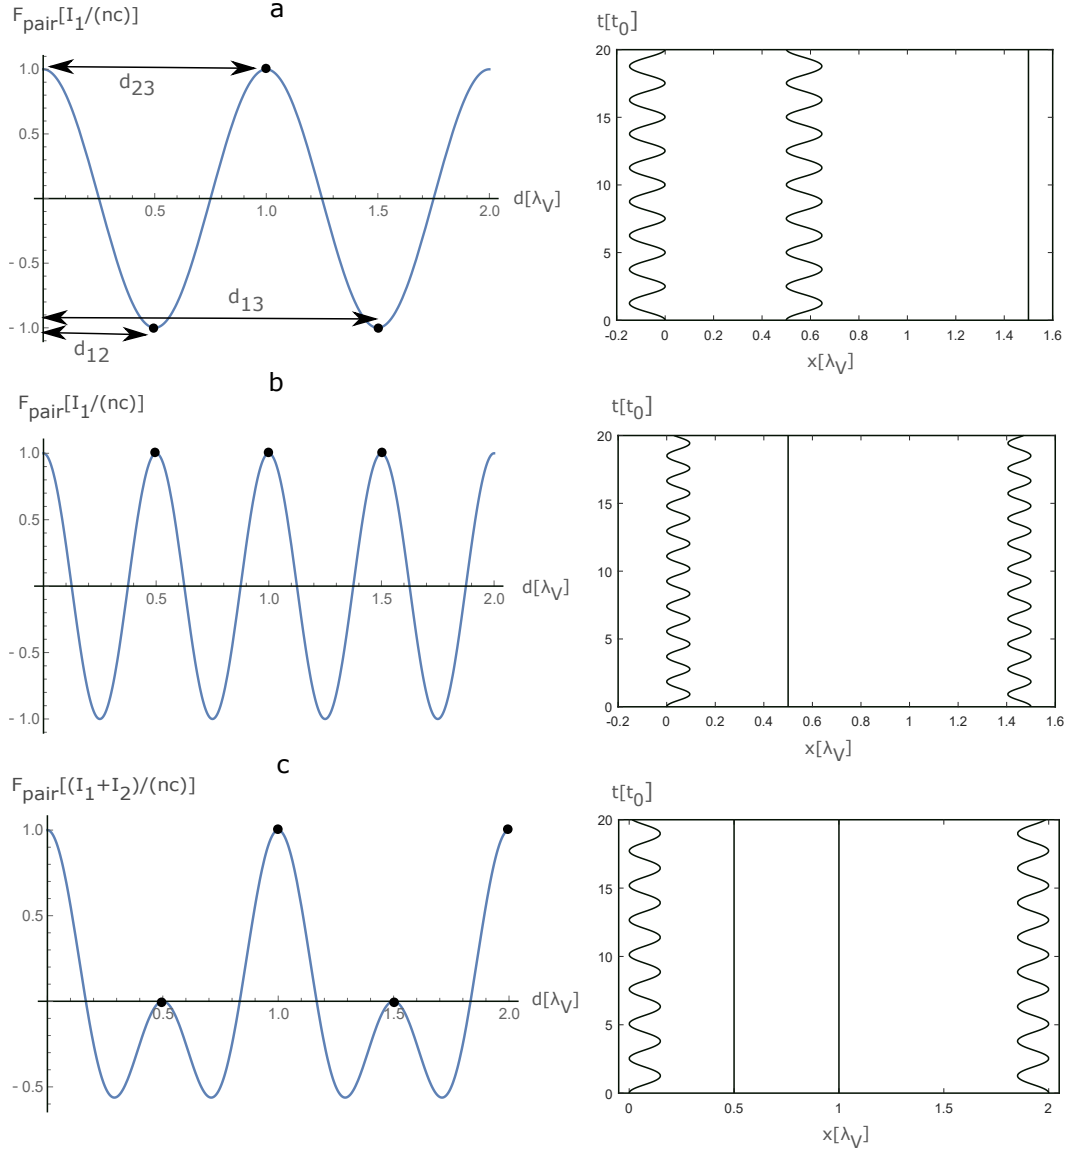 a
F_pair[I_1/(nc)]
1.0
0.5
- 0.5
- 1.0
0.5
1.0
1.5
2.0
d[λ_V]
d_23
d_13
d_12
t[t_0]
20
15
10
5
0
-0.2 0 0.2 0.4 0.6 0.8 1 1.2 1.4 1.6
x[λ_V]
b
F_pair[I_1/(nc)]
1.0
0.5
- 0.5
- 1.0
0.5
1.0
1.5
2.0
d[λ_V]
t[t_0]
20
15
10
5
0
-0.2 0 0.2 0.4 0.6 0.8 1 1.2 1.4 1.6
x[λ_V]
c
F_pair[(I_1+I_2)/(nc)]
1.0
0.5
- 0.5
0.5
1.0
1.5
2.0
d[λ_V]
t[t_0]
20
15
10
5
0
0 0.5 1 1.5 2
x[λ_V]